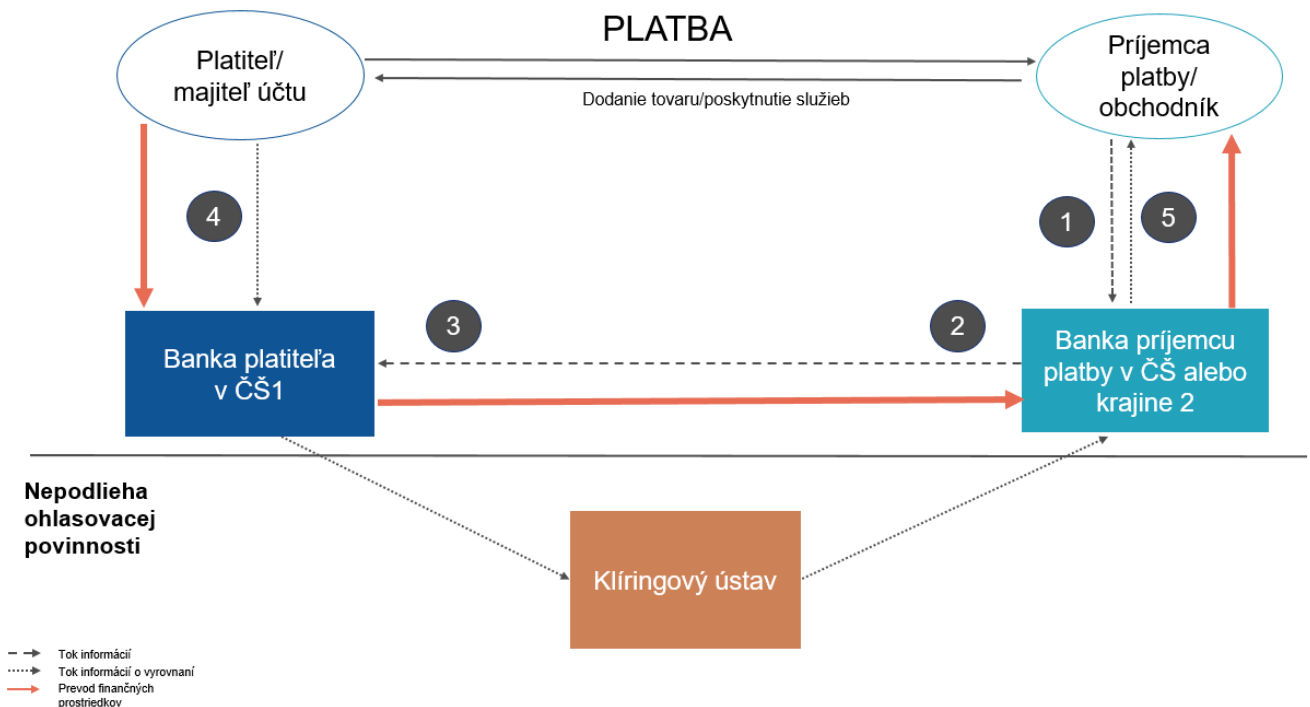 PLATBA
Platiteľ/
majiteľ účtu
Príjemca
platby/
obchodník
Dodanie tovaru/poskytnutie služieb
4
1
5
3
2
Banka platiteľa
v ČŠ1
Banka príjemcu
platby v ČŠ alebo
krajine 2
Nepodlieha
ohlasovacej
povinnosti
Klíringový ústav
Tok informácií
Tok informácií o vyrovnaní
Prevod finančných
prostriedkov